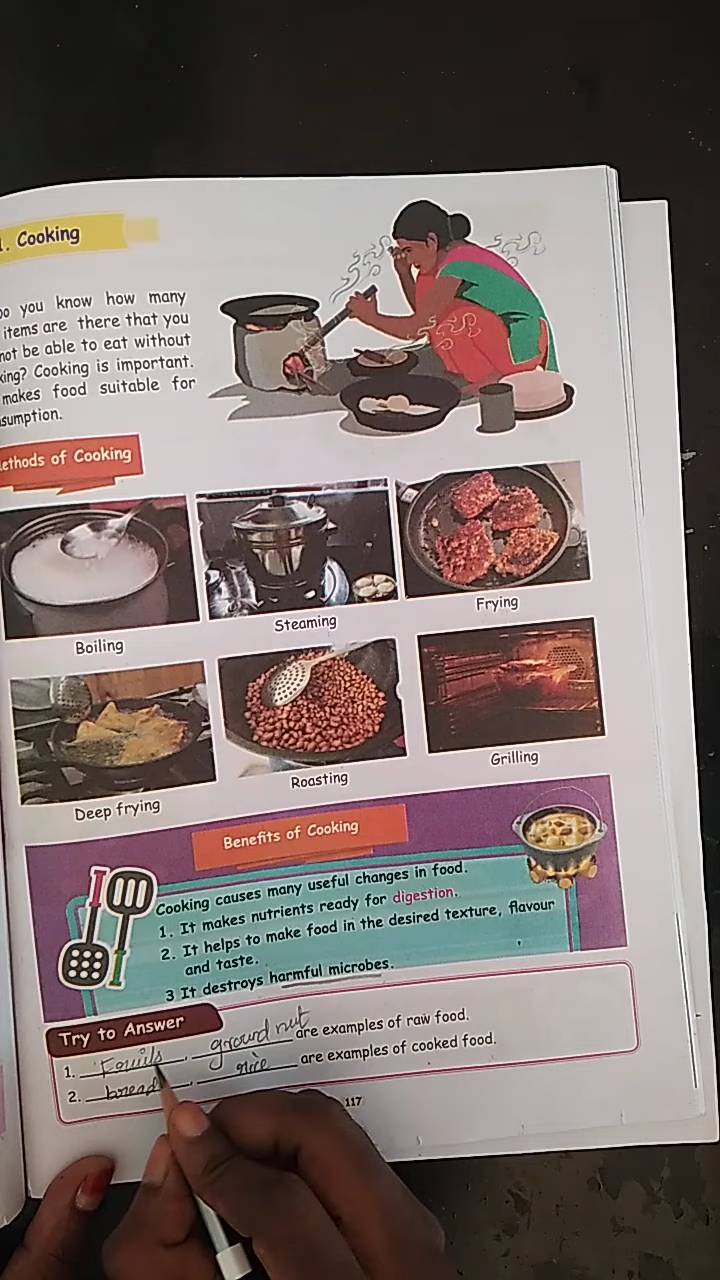 1. Cooking
Do you know how many
items are there that you
not be able to eat without
king? Cooking is important.
makes food suitable for
sumption.
ethods of Cooking
Boiling
Steaming
Frying
Deep frying
Roasting
Grilling
Benefits of Cooking
Cooking causes many useful changes in food.
1. It makes nutrients ready for digestion.
2. It helps to make food in the desired texture, flavour
and taste.
3 It destroys harmful microbes.
Try to Answer
1. Fruits, ground nut are examples of raw food.
2. bread, rice are examples of cooked food.
117